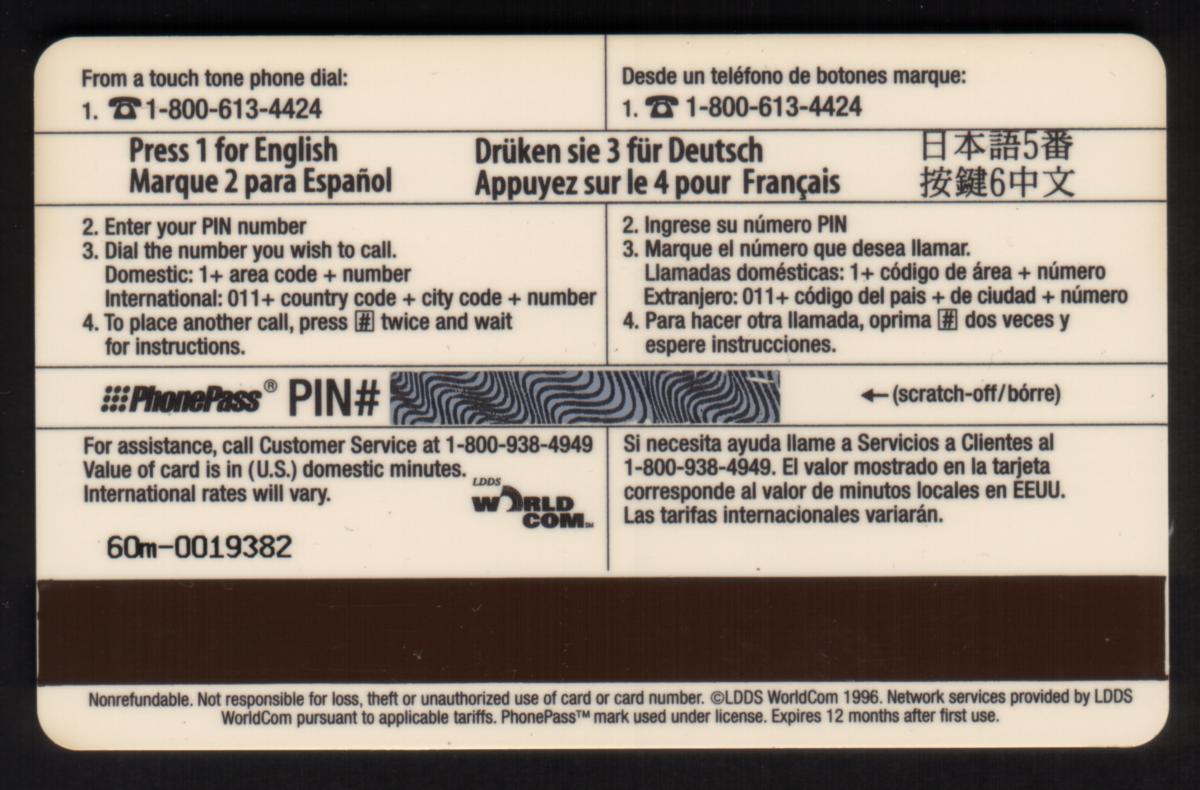 From a touch tone phone dial:
1. ☎ 1-800-613-4424
Desde un teléfono de botones marque:
1. ☎ 1-800-613-4424
Press 1 for English
Marque 2 para Español
Drüken sie 3 für Deutsch
Appuyez sur le 4 pour Français
日本語5番
按鍵6中文
2. Enter your PIN number
3. Dial the number you wish to call.
Domestic: 1+ area code + number
International: 011+ country code + city code + number
4. To place another call, press # twice and wait
for instructions.
2. Ingrese su número PIN
3. Marque el número que desea llamar.
Llamadas domésticas: 1+ código de área + número
Extranjero: 011+ código del pais + de ciudad + número
4. Para hacer otra llamada, oprima # dos veces y
espere instrucciones.
PhonePass® PIN#
←(scratch-off/bórre)
For assistance, call Customer Service at 1-800-938-4949
Value of card is in (U.S.) domestic minutes.
International rates will vary.
LDDS
WORLD
COM℠
60m-0019382
Si necesita ayuda llame a Servicios a Clientes al
1-800-938-4949. El valor mostrado en la tarjeta
corresponde al valor de minutos locales en EEUU.
Las tarifas internacionales variarán.
Nonrefundable. Not responsible for loss, theft or unauthorized use of card or card number. ©LDDS WorldCom 1996. Network services provided by LDDS
WorldCom pursuant to applicable tariffs. PhonePass™ mark used under license. Expires 12 months after first use.